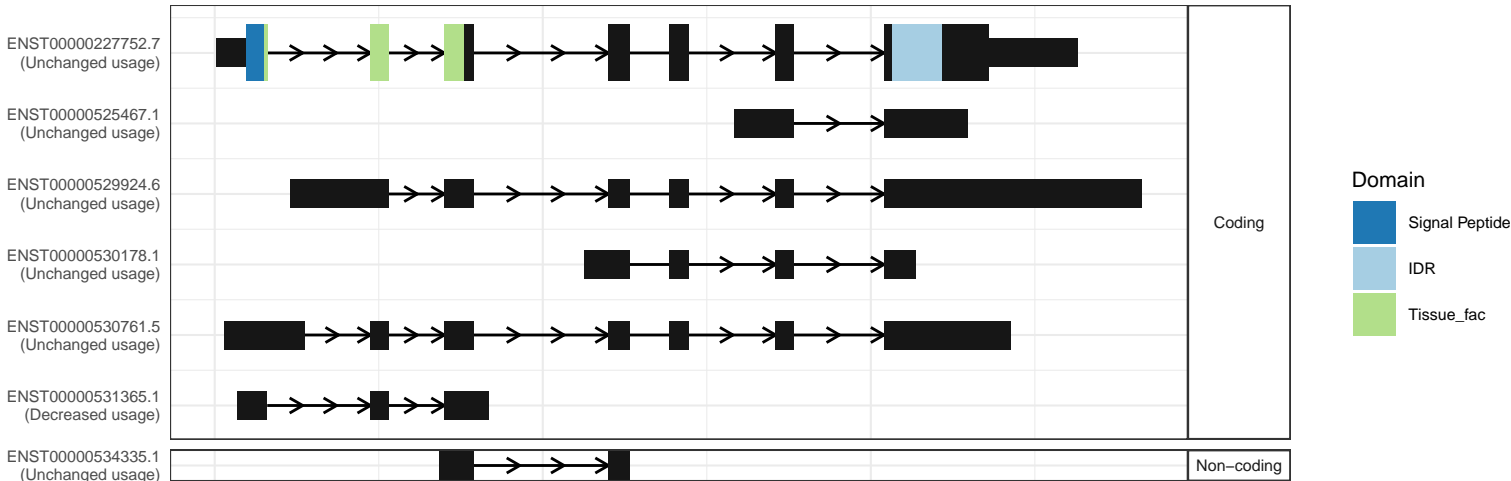 ENST00000227752.7
(Unchanged usage)
ENST00000525467.1
(Unchanged usage)
ENST00000529924.6
(Unchanged usage)
ENST00000530178.1
(Unchanged usage)
ENST00000530761.5
(Unchanged usage)
ENST00000531365.1
(Decreased usage)
ENST00000534335.1
(Unchanged usage)
Coding
Non−coding
Domain
Signal Peptide
IDR
Tissue_fac